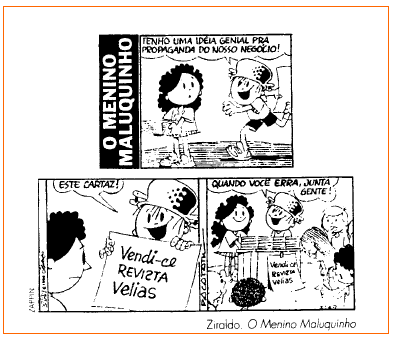 O MENINO
MALUQUINHO
TENHO UMA IDÉIA GENIAL PRA
PROPAGANDA DO NOSSO NEGÓCIO!
ESTE CARTAZ!
Vendi-ce
REVIZTA
Velias
QUANDO VOCÊ ERRA, JUNTA
GENTE!
Vendi-ce
REVIZTA
Velias
Ziraldo. O Menino Maluquinho